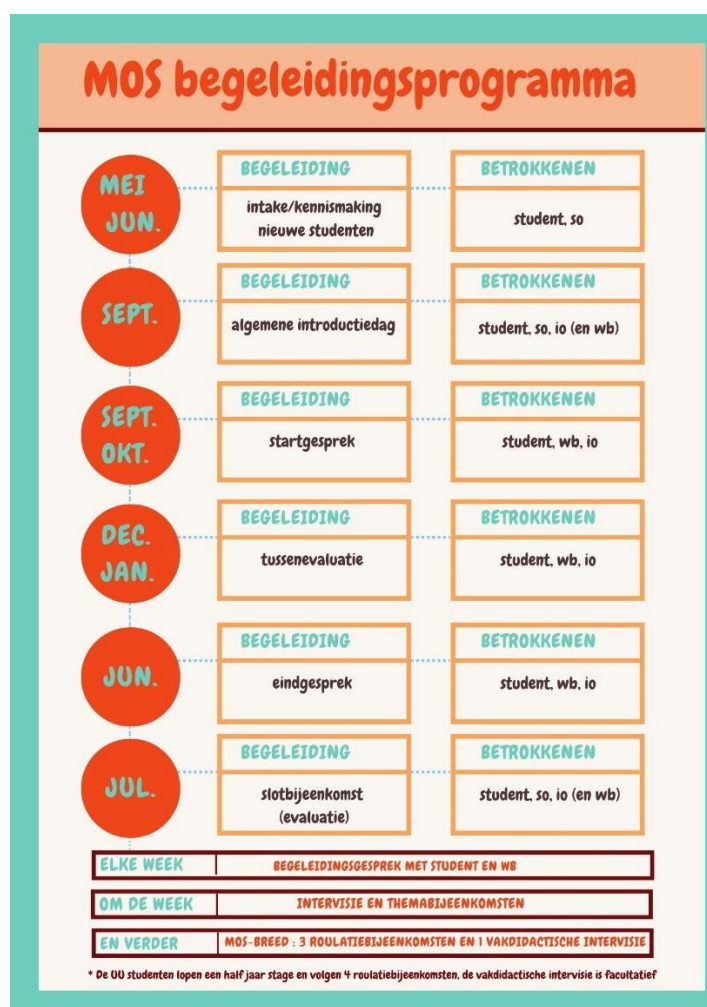 MOS begeleidingsprogramma
MEI
JUN.
BEGELEIDING
intake/kennismaking
nieuwe studenten
BETROKKENEN
student, so
SEPT.
BEGELEIDING
algemene introductiedag
BETROKKENEN
student, so, io (en wb)
SEPT.
OKT.
BEGELEIDING
startgesprek
BETROKKENEN
student, wb, io
DEC.
JAN.
BEGELEIDING
tussenevaluatie
BETROKKENEN
student, wb, io
JUN.
BEGELEIDING
eindgesprek
BETROKKENEN
student, wb, io
JUL.
BEGELEIDING
slotbijeenkomst
(evaluatie)
BETROKKENEN
student, so, io (en wb)
ELKE WEEK BEGELEIDINGSGESPREK MET STUDENT EN WB
OM DE WEEK INTERVISIE EN THEMABIJEENKOMSTEN
EN VERDER MOS-BREED : 3 ROULATIEBIJEENKOMSTEN EN 1 VAKDIDACTISCHE INTERVISIE
* De UU studenten lopen een half jaar stage en volgen 4 roulatiebijeenkomsten, de vakdidactische intervisie is facultatief